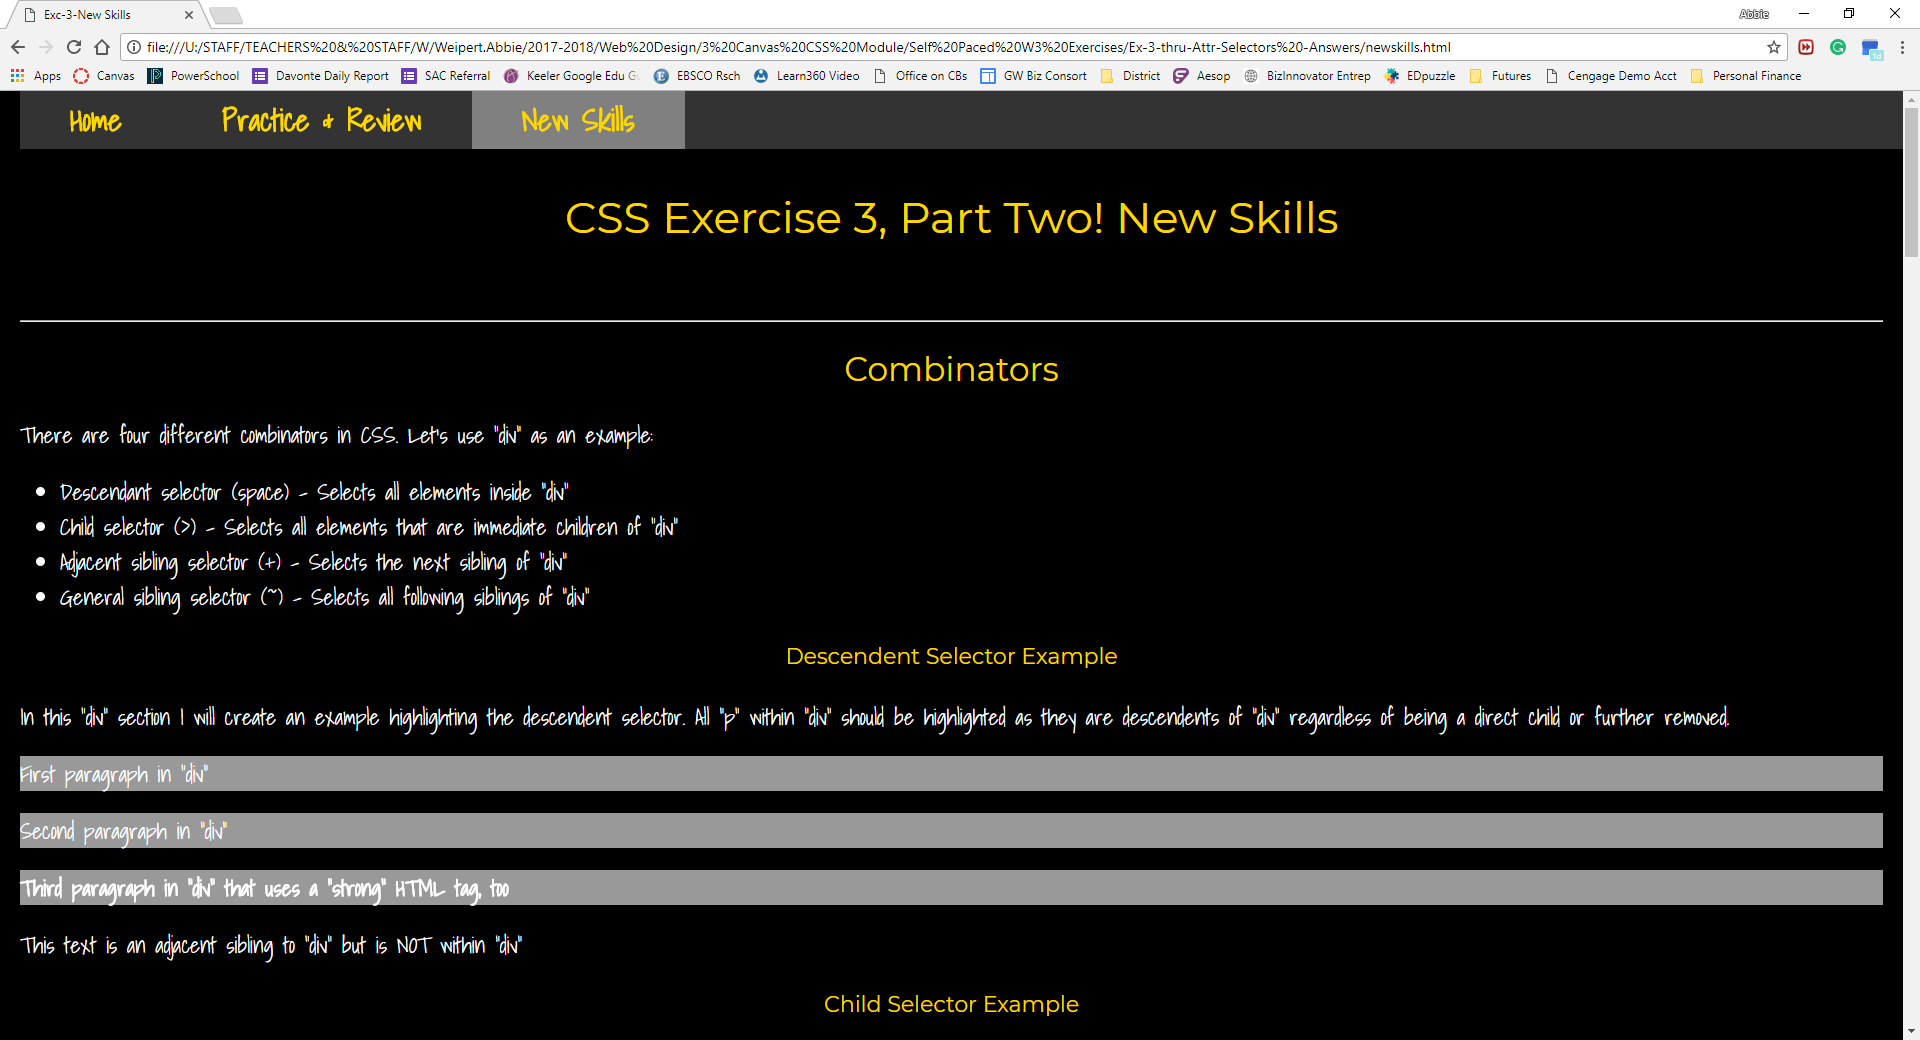 Exc-3-New Skills
Abbie
file:///U:/STAFF/TEACHERS%20&%20STAFF/W/Weipert.Abbie/2017-2018/Web%20Design/3%20Canvas%20CSS%20Module/Self%20Paced%20W3%20Exercises/Ex-3-thru-Attr-Selectors%20-Answers/newskills.html
Apps Canvas PowerSchool Davonte Daily Report SAC Referral Keeler Google Edu G EBSCO Rsch Learn360 Video Office on CBs GW Biz Consort District Aesop BizInnovator Entrep EDpuzzle Futures Cengage Demo Acct Personal Finance
Home Practice & Review New Skills
CSS Exercise 3, Part Two! New Skills
Combinators
There are four different combinators in CSS. Let's use "div" as an example:
Descendant selector (space) - Selects all elements inside "div"
Child selector (>) - Selects all elements that are immediate children of "div"
Adjacent sibling selector (+) - Selects the next sibling of "div"
General sibling selector (~) - Selects all following siblings of "div"
Descendent Selector Example
In this "div" section I will create an example highlighting the descendent selector. All "p" within "div" should be highlighted as they are descendents of "div" regardless of being a direct child or further removed.
First paragraph in "div"
Second paragraph in "div"
Third paragraph in "div" that uses a "strong" HTML tag, too
This text is an adjacent sibling to "div" but is NOT within "div"
Child Selector Example